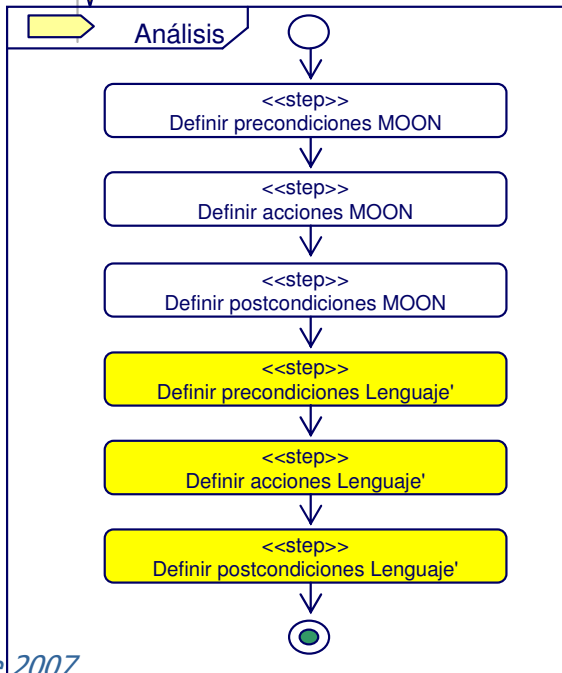 Análisis
<<step>>
Definir precondiciones MOON
<<step>>
Definir acciones MOON
<<step>>
Definir postcondiciones MOON
<<step>>
Definir precondiciones Lenguaje'
<<step>>
Definir acciones Lenguaje'
<<step>>
Definir postcondiciones Lenguaje'
2007